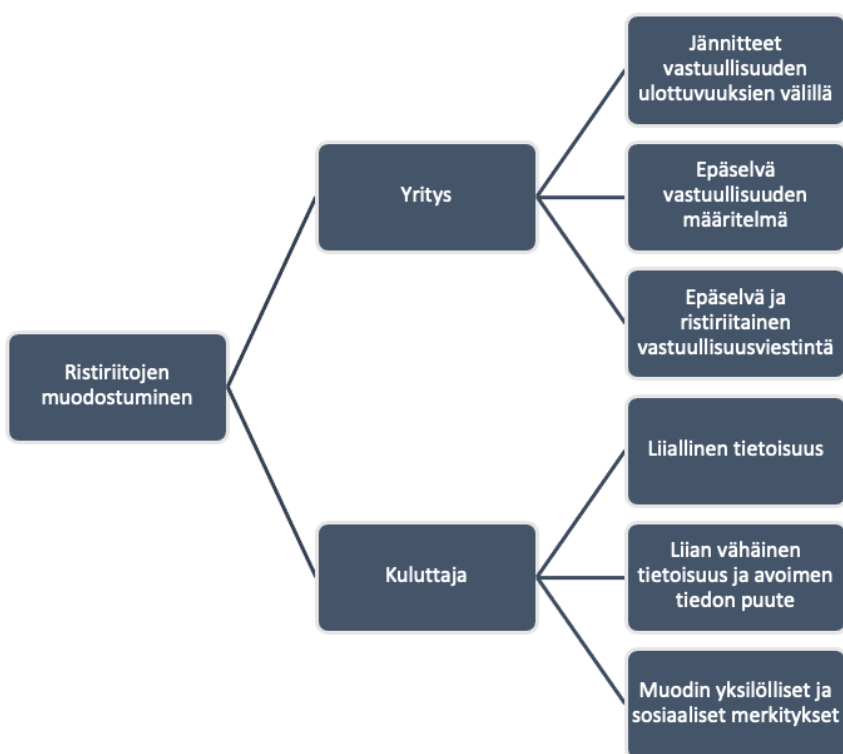 Jännitteet
vastuullisuuden
ulottuvuuksien välillä
Yritys
Epäselvä
vastuullisuuden
määritelmä
Epäselvä ja
ristiriitainen
vastuullisuusviestintä
Ristiriitojen
muodostuminen
Liiallinen tietoisuus
Kuluttaja
Liian vähäinen
tietoisuus ja avoimen
tiedon puute
Muodin yksilölliset ja
sosiaaliset merkitykset